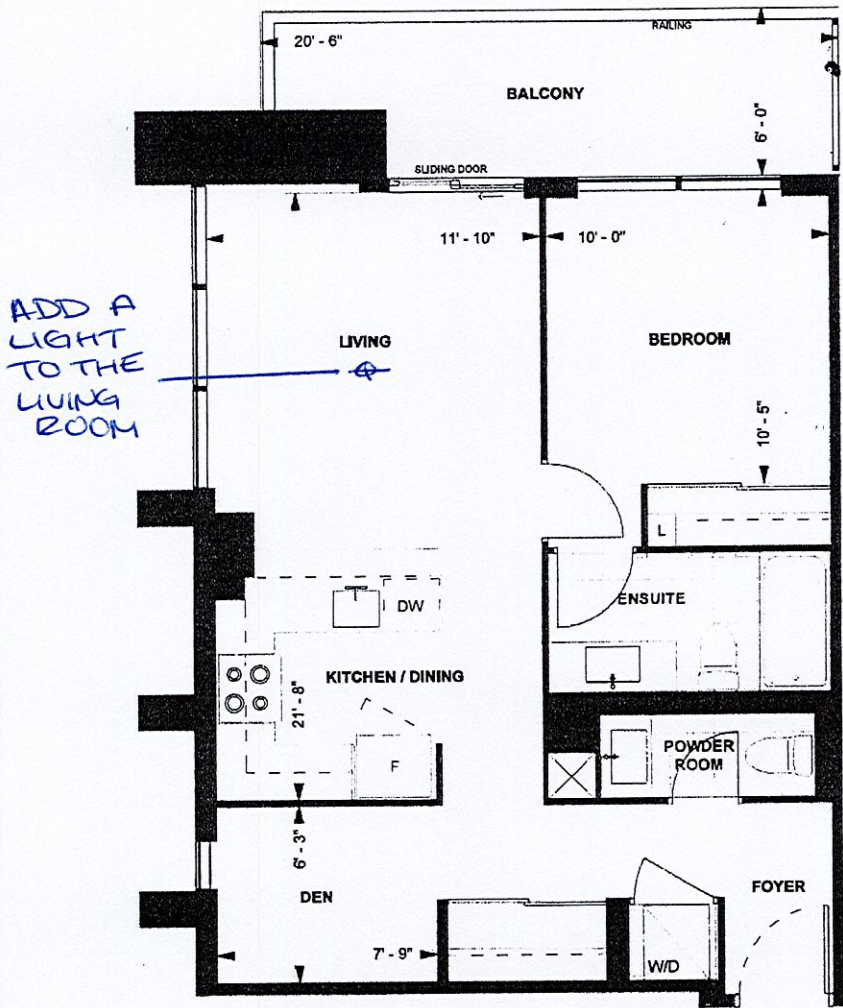 RAILING
20' - 6"
BALCONY
6' - 0"
SLIDING DOOR
11' - 10"
10' - 0"
ADD A
LIGHT
TO THE
LIVING
ROOM
LIVING
BEDROOM
10' - 5"
L
ENSUITE
DW
KITCHEN / DINING
21' - 8"
F
POWDER
ROOM
6' - 3"
DEN
FOYER
7' - 9"
W/D